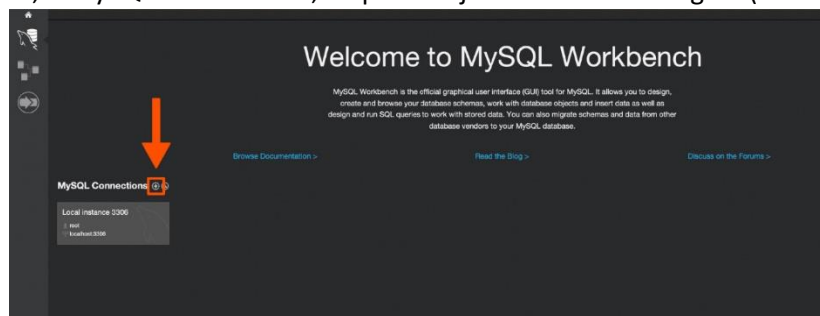 Welcome to MySQL Workbench
MySQL Workbench is the official graphical user interface (GUI) tool for MySQL. It allows you to design,
create and browse your database schemas, work with database objects and insert data as well as
design and run SQL queries to work with stored data. You can also migrate schemas and data from other
database vendors to your MySQL database.
Browse Documentation >
Read the Blog >
Discuss on the Forums >
MySQL Connections
Local instance 3306
root
localhost:3306